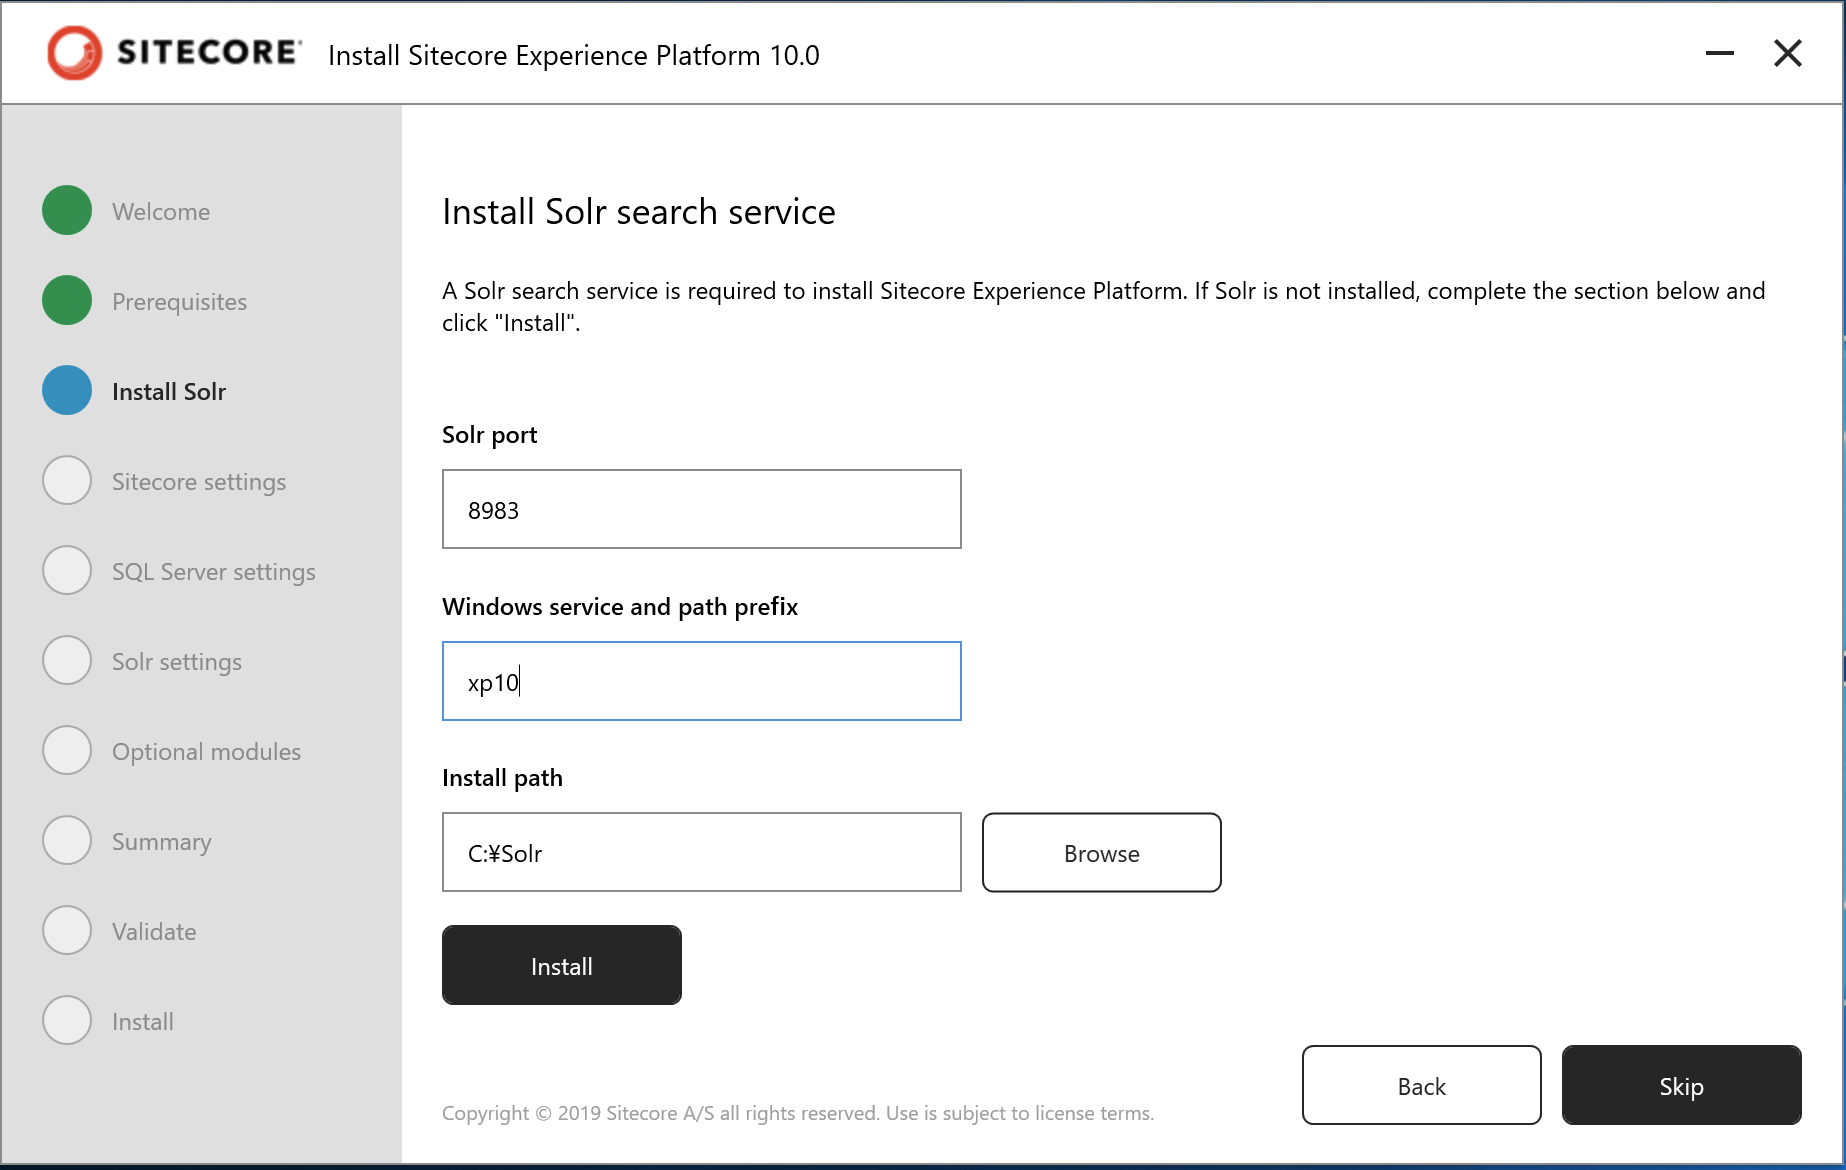 SITECORE Install Sitecore Experience Platform 10.0
Welcome
Prerequisites
Install Solr
Sitecore settings
SQL Server settings
Solr settings
Optional modules
Summary
Validate
Install
Install Solr search service
A Solr search service is required to install Sitecore Experience Platform. If Solr is not installed, complete the section below and
click "Install".
Solr port
8983
Windows service and path prefix
xp10
Install path
C:¥Solr
Browse
Install
Back
Skip
Copyright © 2019 Sitecore A/S all rights reserved. Use is subject to license terms.